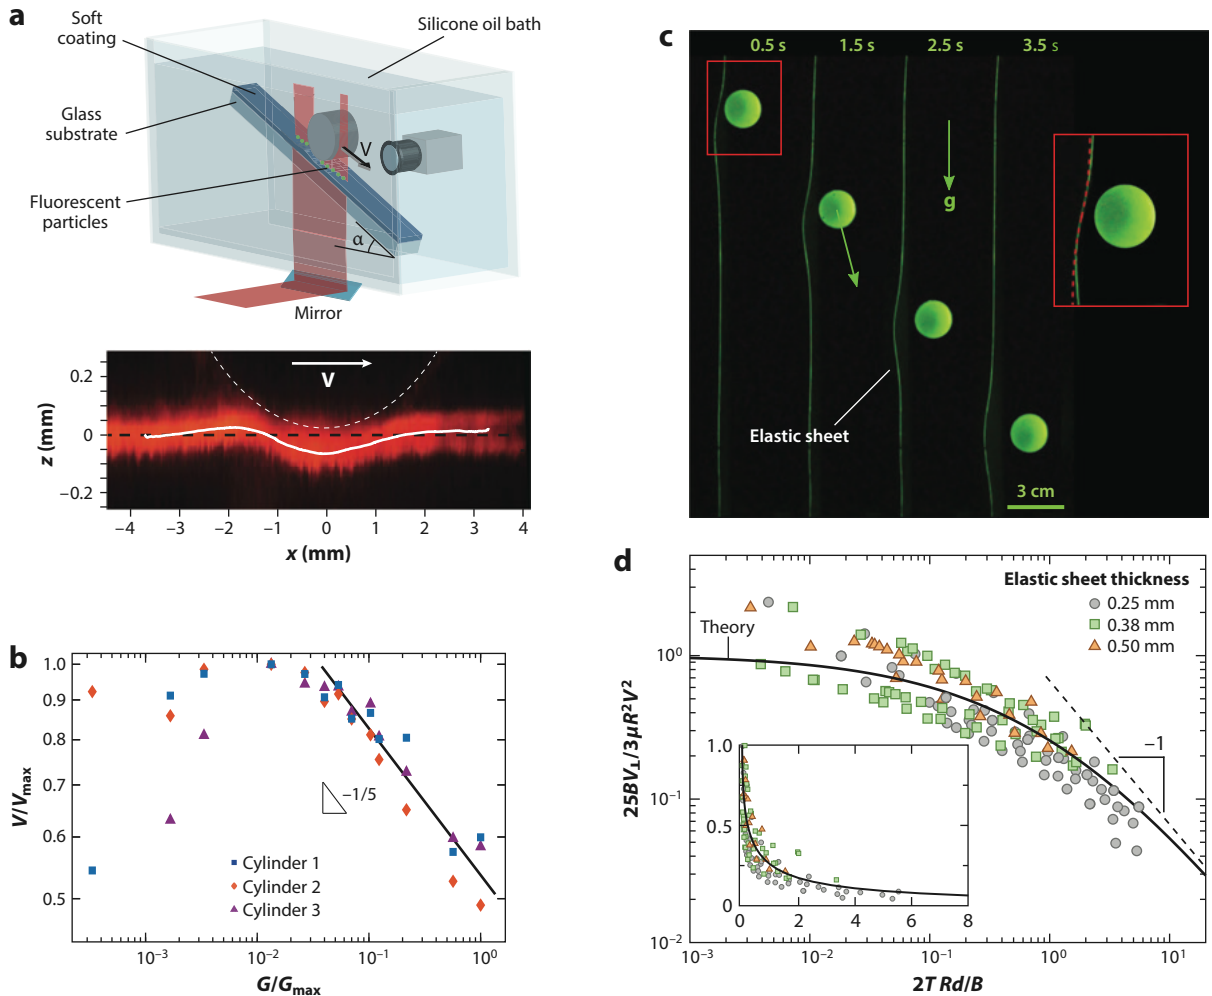 a
Soft
coating
Silicone oil bath
Glass
substrate
V
Fluorescent
particles
α
Mirror
V
0.2
0
−0.2
z (mm)
−4
−3
−2
−1
0
1
2
3
4
x (mm)
b
1.0
0.9
0.8
0.7
0.6
0.5
V/Vmax
−1/5
Cylinder 1
Cylinder 2
Cylinder 3
10−3
10−2
10−1
100
G/Gmax
c
0.5 s
1.5 s
2.5 s
3.5 s
g
Elastic sheet
3 cm
d
Elastic sheet thickness
0.25 mm
0.38 mm
0.50 mm
Theory
−1
100
10−1
10−2
25BV⊥/3μR2V2
1.0
0.5
0
0
2
4
6
8
10−3
10−2
10−1
100
101
2T Rd/B